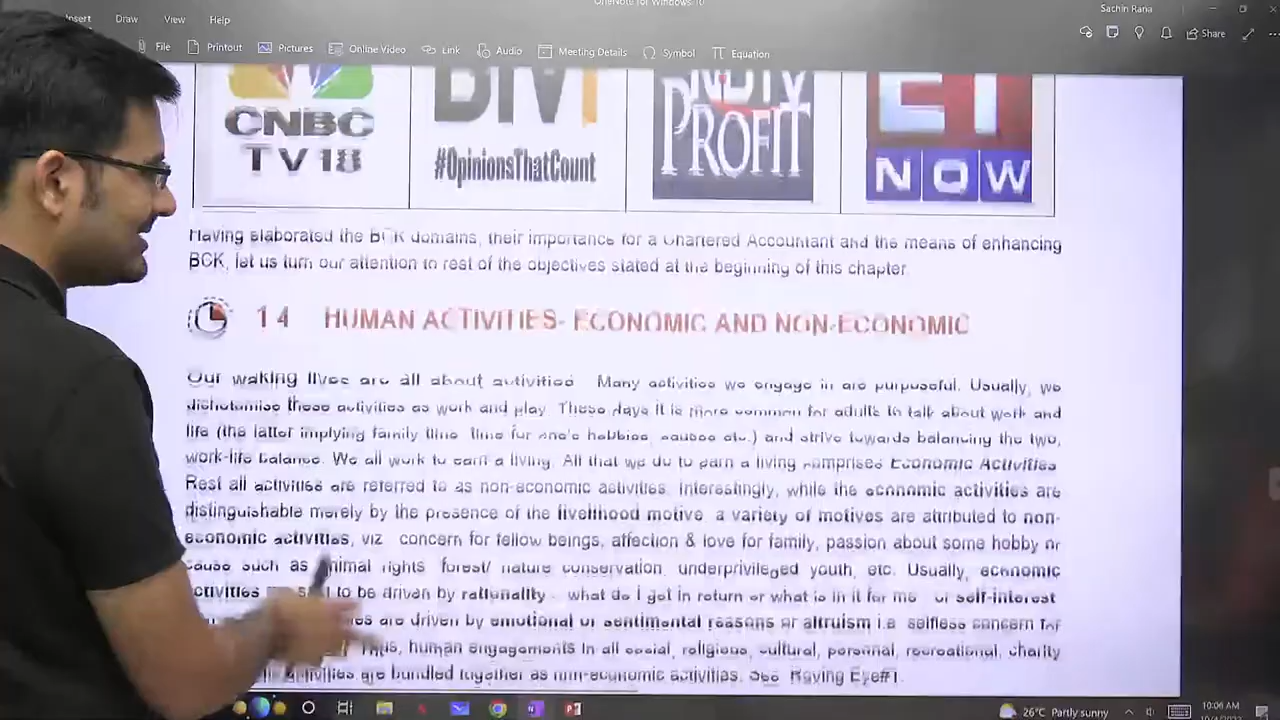 OneNote for Windows 10
Sachin Rana
Insert Draw View Help
File Printout Pictures Online Video Link Audio Meeting Details Symbol Equation
Share
CNBC
TV18
#OpinionsThatCount
NDTV
PROFIT
ET
NOW
Having elaborated the BCK domains, their importance for a Chartered Accountant and the means of enhancing
BCK, let us turn our attention to rest of the objectives stated at the beginning of this chapter
1 4 HUMAN ACTIVITIES- ECONOMIC AND NON-ECONOMIC
Our waking lives are all about activities Many activities we engage in are purposeful. Usually, we
dichotomise these activities as work and play. These days it is more common for adults to talk about work and
life (the latter implying family time, time for one's hobbies, causes etc.) and strive towards balancing the two,
work-life balance. We all work to earn a living. All that we do to earn a living comprises Economic Activities
Rest all activities are referred to as non-economic activities. Interestingly, while the economic activities are
distinguishable merely by the presence of the livelihood motive, a variety of motives are attributed to non-
economic activities, viz concern for fellow beings, affection & love for family, passion about some hobby or
cause such as animal rights forest/ nature conservation, underprivileged youth, etc. Usually, economic
activities to be driven by rationality - what do I get in return or what is in it for me or self-interest
are driven by emotional or sentimental reasons or altruism i.e selfless concern for
Thus, human engagements in all social, religious, cultural, personal, recreational, charity
activities are bundled together as non-economic activities. See Roving Eye#1.
26°C Partly sunny
10:06 AM